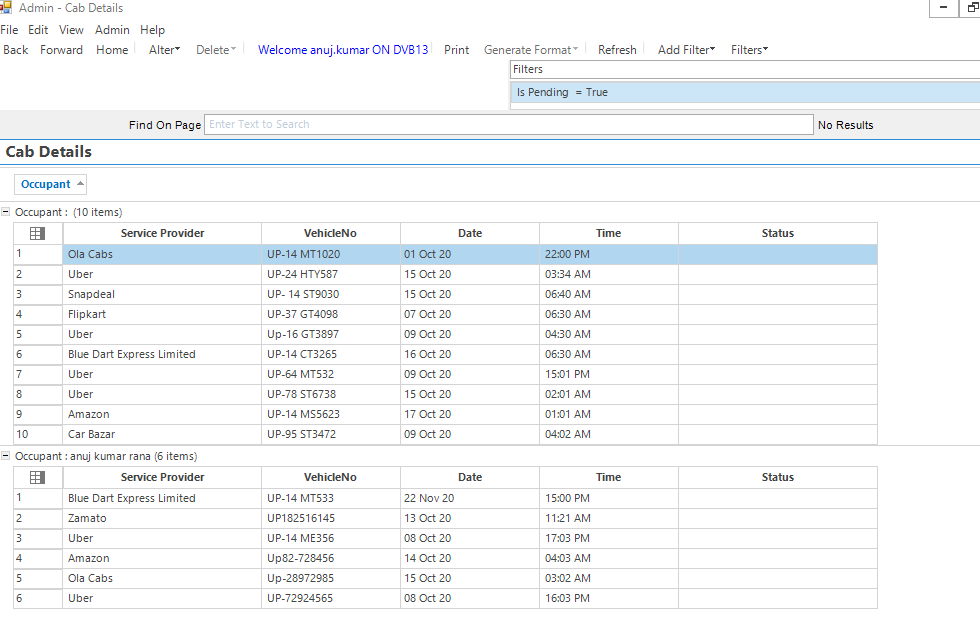 Admin - Cab Details
File Edit View Admin Help
Back Forward Home Alter Delete Welcome anuj.kumar ON DVB13 Print Generate Format Refresh Add Filter Filters
Filters
Is Pending = True
Find On Page Enter Text to Search No Results
Cab Details
Occupant
Occupant : (10 items)
Service Provider VehicleNo Date Time Status
1 Ola Cabs UP-14 MT1020 01 Oct 20 22:00 PM
2 Uber UP-24 HTY587 15 Oct 20 03:34 AM
3 Snapdeal UP- 14 ST9030 15 Oct 20 06:40 AM
4 Flipkart UP-37 GT4098 07 Oct 20 06:30 AM
5 Uber Up-16 GT3897 09 Oct 20 04:30 AM
6 Blue Dart Express Limited UP-14 CT3265 16 Oct 20 06:30 AM
7 Uber UP-64 MT532 09 Oct 20 15:01 PM
8 Uber UP-78 ST6738 15 Oct 20 02:01 AM
9 Amazon UP-14 MS5623 17 Oct 20 01:01 AM
10 Car Bazar UP-95 ST3472 09 Oct 20 04:02 AM
Occupant : anuj kumar rana (6 items)
Service Provider VehicleNo Date Time Status
1 Blue Dart Express Limited UP-14 MT533 22 Nov 20 15:00 PM
2 Zamato UP182516145 13 Oct 20 11:21 AM
3 Uber UP-14 ME356 08 Oct 20 17:03 PM
4 Amazon Up82-728456 14 Oct 20 04:03 AM
5 Ola Cabs Up-28972985 15 Oct 20 03:02 AM
6 Uber UP-72924565 08 Oct 20 16:03 PM